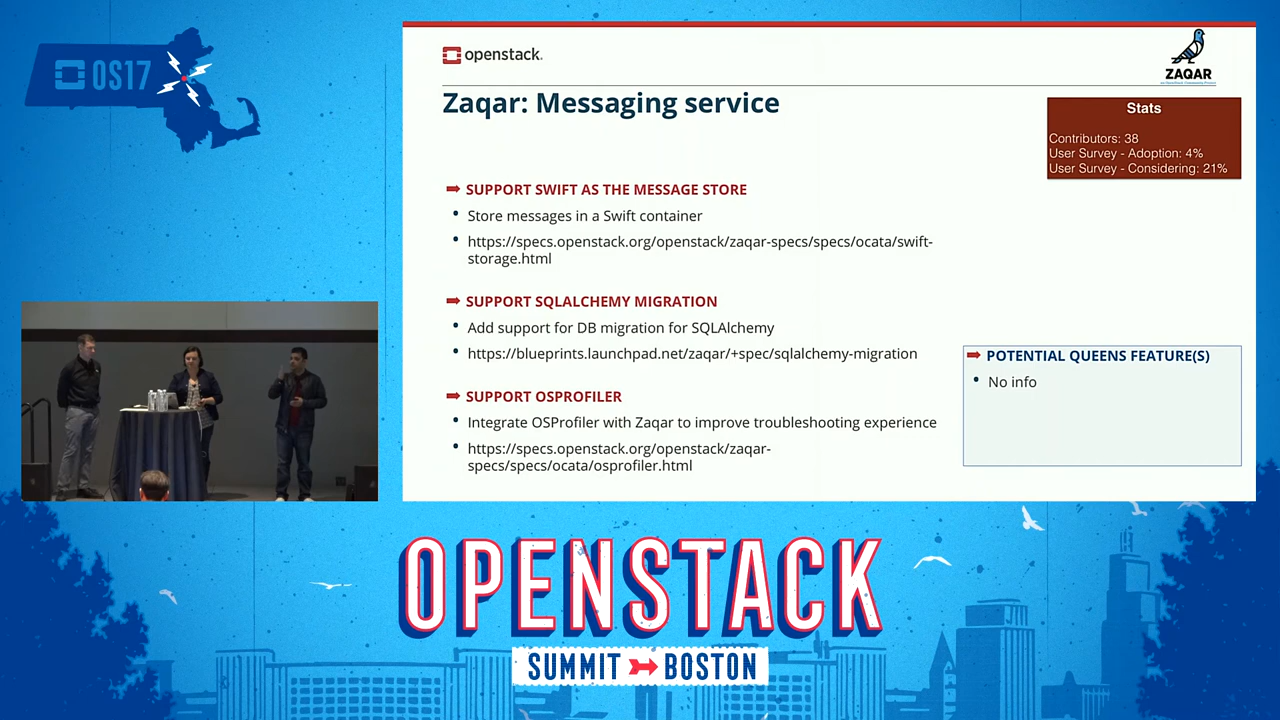 OS17
openstack.
ZAQAR
Zaqar: Messaging service
Stats
Contributors: 38
User Survey - Adoption: 4%
User Survey - Considering: 21%
SUPPORT SWIFT AS THE MESSAGE STORE
• Store messages in a Swift container
• https://specs.openstack.org/openstack/zaqar-specs/specs/ocata/swift-
storage.html
SUPPORT SQLALCHEMY MIGRATION
• Add support for DB migration for SQLAlchemy
• https://blueprints.launchpad.net/zaqar/+spec/sqlalchemy-migration
SUPPORT OSPROFILER
• Integrate OSProfiler with Zaqar to improve troubleshooting experience
• https://specs.openstack.org/openstack/zaqar-
specs/specs/ocata/osprofiler.html
POTENTIAL QUEENS FEATURE(S)
• No info
OPENSTACK
SUMMIT BOSTON